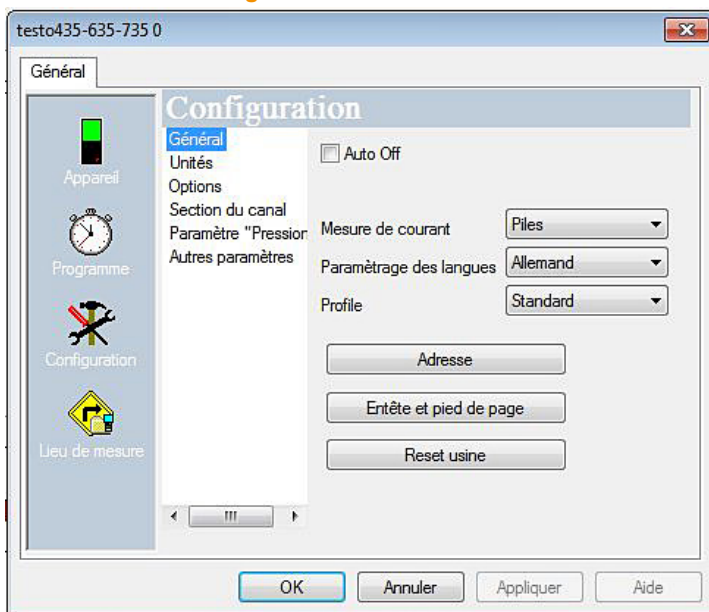 testo435-635-735 0
Général
Configuration
Appareil
Programme
Configuration
Lieu de mesure
Général
Unités
Options
Section du canal
Paramètre "Pression
Autres paramètres
Auto Off
Mesure de courant Piles
Paramètrage des langues Allemand
Profile Standard
Adresse
Entête et pied de page
Reset usine
OK Annuler Appliquer Aide